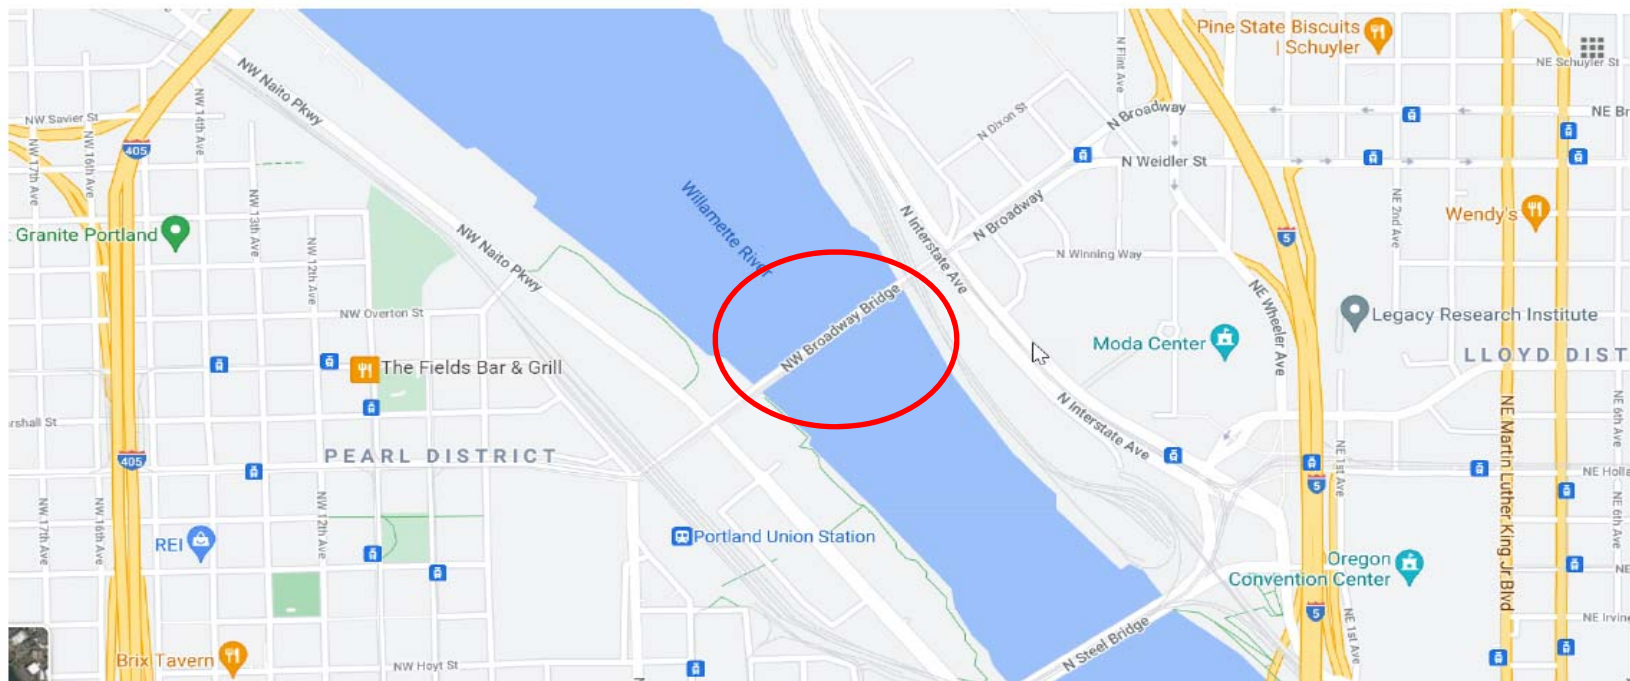 Pine State Biscuits
| Schuyler
NE Schuyler St
NW Naito Pkwy
NW 14th Ave
N Flint Ave
N Broadway
NE Br
NW Savier St
N Dixon St
405
NW 17th Ave
NW 16th Ave
N Weidler St
NW 13th Ave
Willamette River
NE 2nd Ave
Wendy's
Granite Portland
NW 12th Ave
NW Naito Pkwy
N Interstate Ave
N Broadway
5
N Winning Way
NE Wheeler Ave
NW Overton St
NW Broadway Bridge
Legacy Research Institute
Moda Center
LLOYD DIST
The Fields Bar & Grill
N Interstate Ave
NE Martin Luther King Jr Blvd
NE 6th Ave
rshall St
405
PEARL DISTRICT
NE 1st Ave
NE Holla
5
NW 17th Ave
NW 16th Ave
NW 12th Ave
NE 6th Ave
REI
Portland Union Station
Oregon
Convention Center
NE
5
NE 1st Ave
NE Irvine
N Steel Bridge
Brix Tavern
NW Hoyt St
N